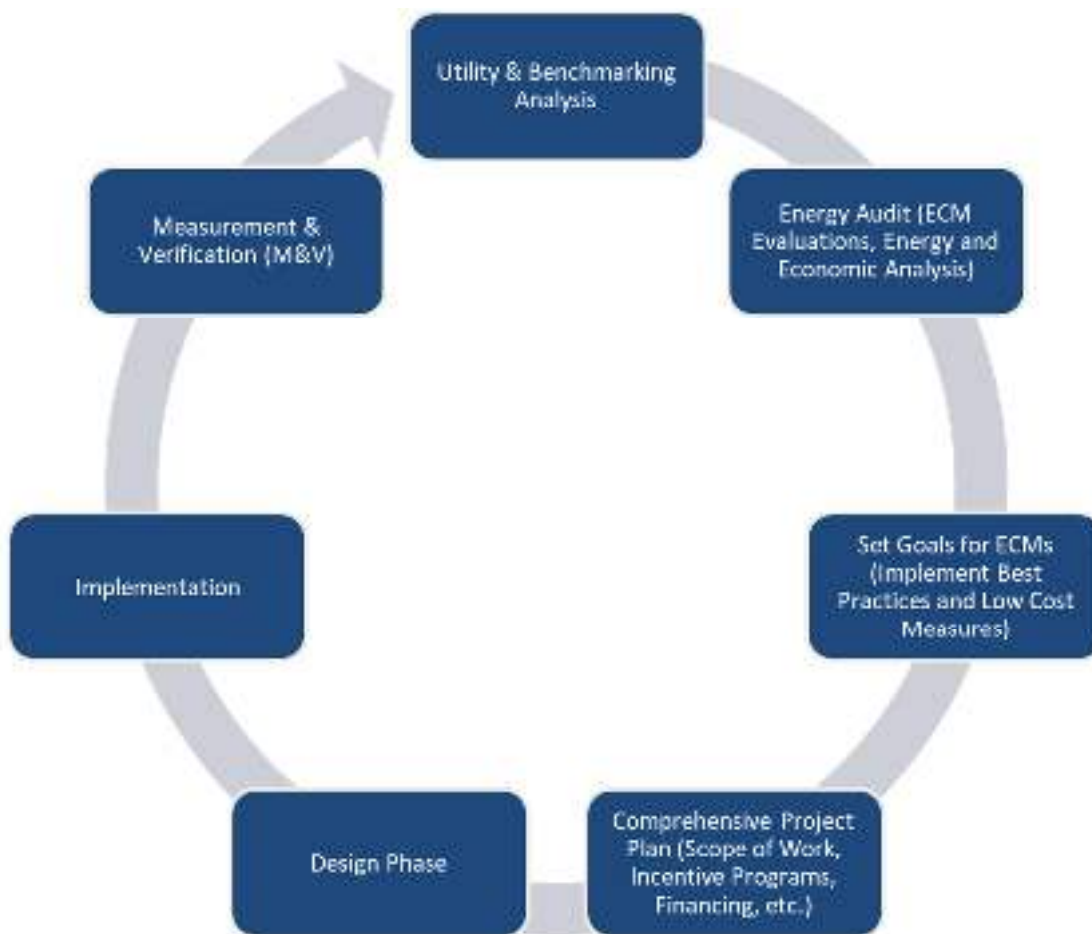 Utility & Benchmarking
Analysis
Energy Audit (ECM
Evaluations, Energy and
Economic Analysis)
Set Goals for ECMs
(Implement Best
Practices and Low Cost
Measures)
Comprehensive Project
Plan (Scope of Work,
Incentive Programs,
Financing, etc.)
Design Phase
Implementation
Measurement &
Verification (M&V)